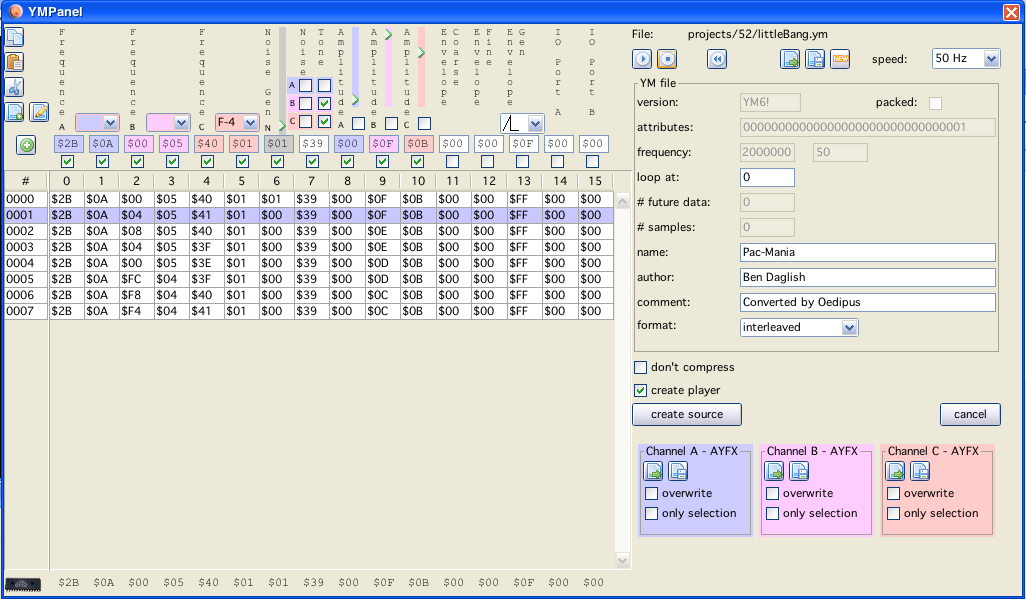 YMPanel
Frequence A
Frequence B
Frequence C
Noise Gen N
Noise
Tone
Amplitude A
Amplitude B
Amplitude C
Envelope Coarse
Envelope Fine
Envelope Gen
IO Port A
IO Port B
A
B
C
F-4
$2B $0A $00 $05 $40 $01 $01 $39 $00 $0F $0B $00 $00 $0F $00 $00
# 0 1 2 3 4 5 6 7 8 9 10 11 12 13 14 15
0000 $2B $0A $00 $05 $40 $01 $01 $39 $00 $0F $0B $00 $00 $FF $00 $00
0001 $2B $0A $04 $05 $41 $01 $00 $39 $00 $0F $0B $00 $00 $FF $00 $00
0002 $2B $0A $08 $05 $40 $01 $00 $39 $00 $0E $0B $00 $00 $FF $00 $00
0003 $2B $0A $04 $05 $3F $01 $00 $39 $00 $0E $0B $00 $00 $FF $00 $00
0004 $2B $0A $00 $05 $3E $01 $00 $39 $00 $0D $0B $00 $00 $FF $00 $00
0005 $2B $0A $FC $04 $3F $01 $00 $39 $00 $0D $0B $00 $00 $FF $00 $00
0006 $2B $0A $F8 $04 $40 $01 $00 $39 $00 $0C $0B $00 $00 $FF $00 $00
0007 $2B $0A $F4 $04 $41 $01 $00 $39 $00 $0C $0B $00 $00 $FF $00 $00
$2B $0A $00 $05 $40 $01 $01 $39 $00 $0F $0B $00 $00 $00 $00 $00
File: projects/52/littleBang.ym
NEW
speed: 50 Hz
YM file
version: YM6! packed:
attributes: 00000000000000000000000000000001
frequency: 2000000 50
loop at: 0
# future data: 0
# samples: 0
name: Pac-Mania
author: Ben Daglish
comment: Converted by Oedipus
format: interleaved
don't compress
create player
create source cancel
Channel A - AYFX
overwrite
only selection
Channel B - AYFX
overwrite
only selection
Channel C - AYFX
overwrite
only selection